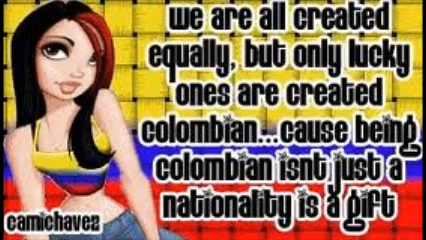 we are all created
equally, but only lucky
ones are created
colombian...cause being
colombian isnt just a
nationality is a gift
camichavez